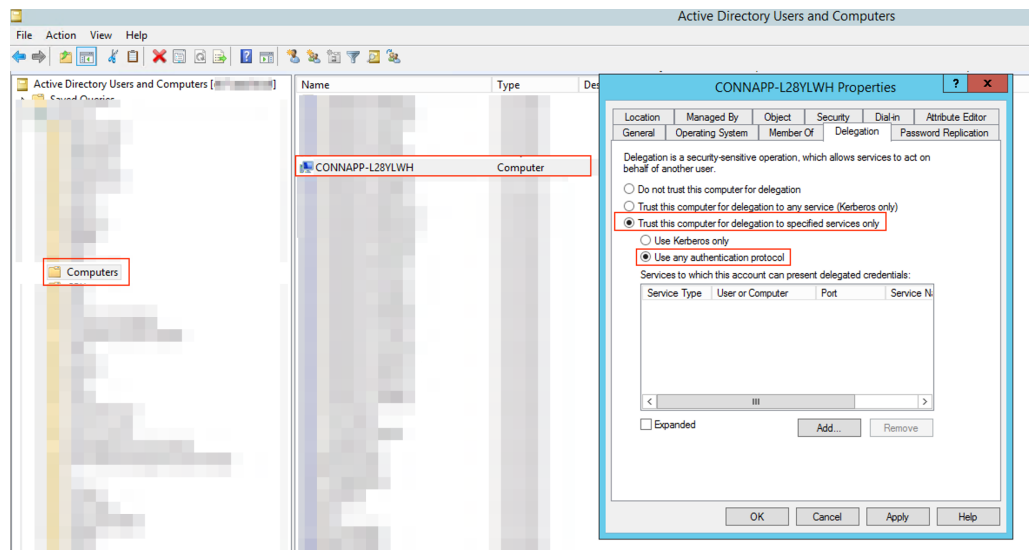 Active Directory Users and Computers
File Action View Help
Active Directory Users and Computers [ ]
Saved Queries
Computers
Name Type Des
CONNAPP-L28YLWH Computer
CONNAPP-L28YLWH Properties
? x
Location Managed By Object Security Dial-in Attribute Editor
General Operating System Member Of Delegation Password Replication
Delegation is a security-sensitive operation, which allows services to act on
behalf of another user.
Do not trust this computer for delegation
Trust this computer for delegation to any service (Kerberos only)
Trust this computer for delegation to specified services only
Use Kerberos only
Use any authentication protocol
Services to which this account can present delegated credentials:
Service Type User or Computer Port Service N
Expanded
Add... Remove
OK Cancel Apply Help